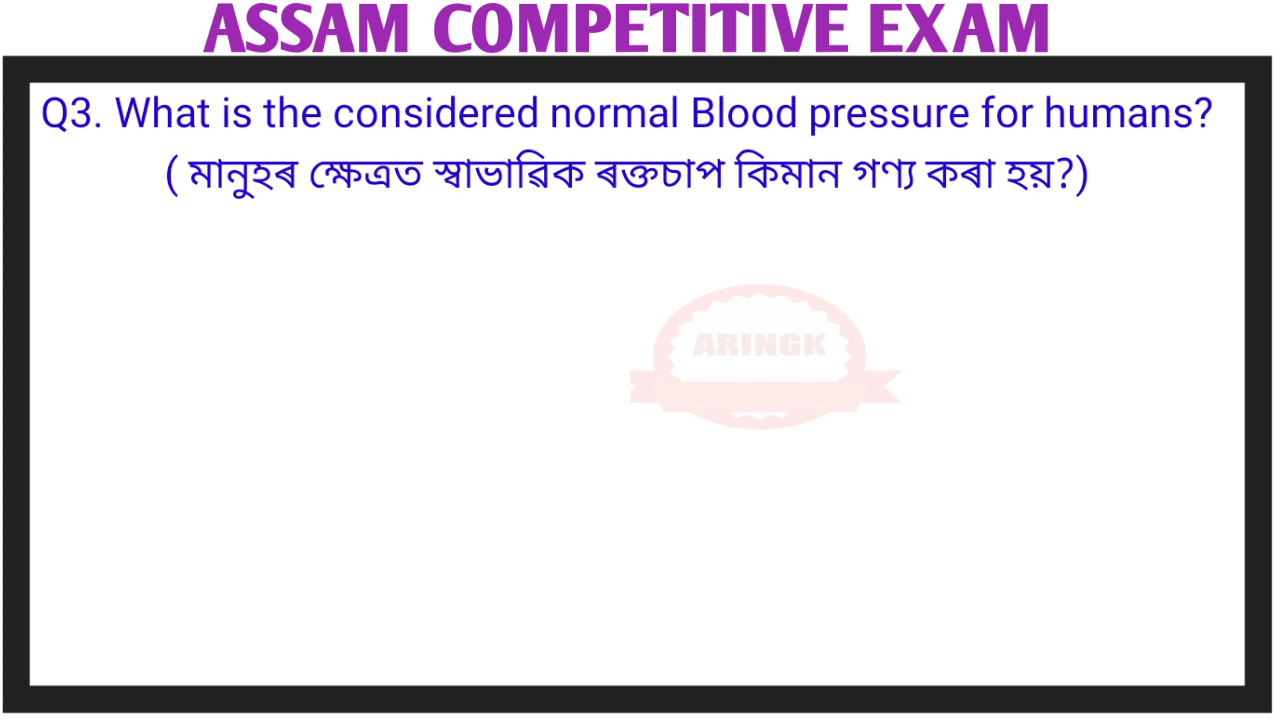 ASSAM COMPETITIVE EXAM
Q3. What is the considered normal Blood pressure for humans?
( মানুহৰ ক্ষেত্ৰত স্বাভাৱিক ৰক্তচাপ কিমান গণ্য কৰা হয়?)
ARINGK